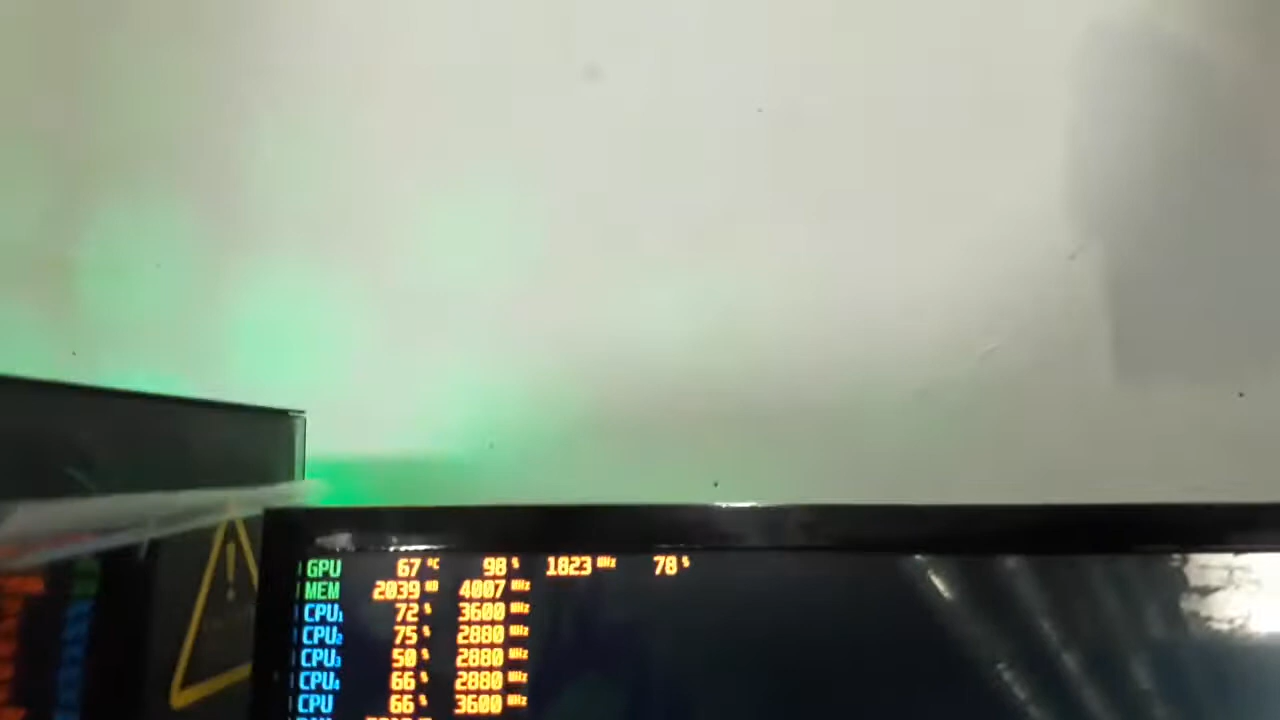 GPU 67 °C 98 % 1823 MHz 78 %
MEM 2039 MB 4007 MHz
CPU1 72 % 3600 MHz
CPU2 75 % 2880 MHz
CPU3 50 % 2880 MHz
CPU4 66 % 2880 MHz
CPU 66 % 3600 MHz